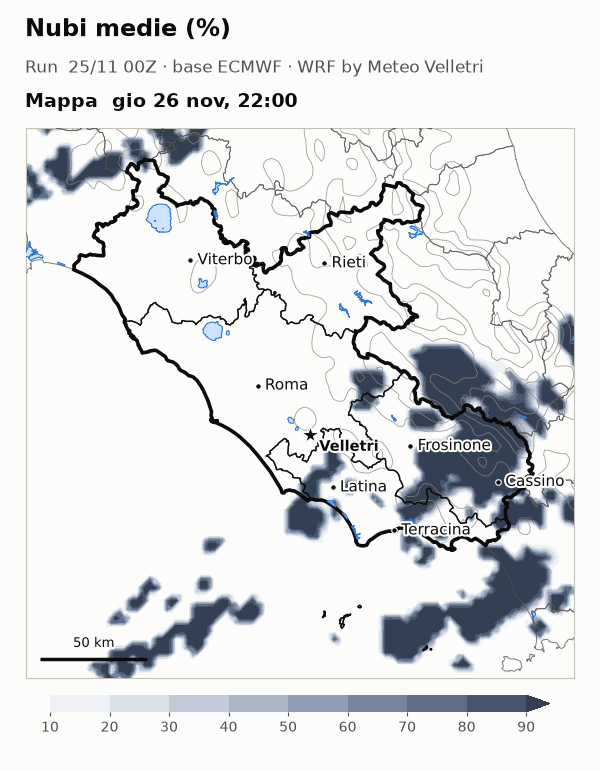 Nubi medie (%)
Run 25/11 00Z · base ECMWF · WRF by Meteo Velletri
Mappa gio 26 nov, 22:00
Viterbo
Rieti
Roma
Velletri
Frosinone
Cassino
Latina
Terracina
50 km
10 20 30 40 50 60 70 80 90